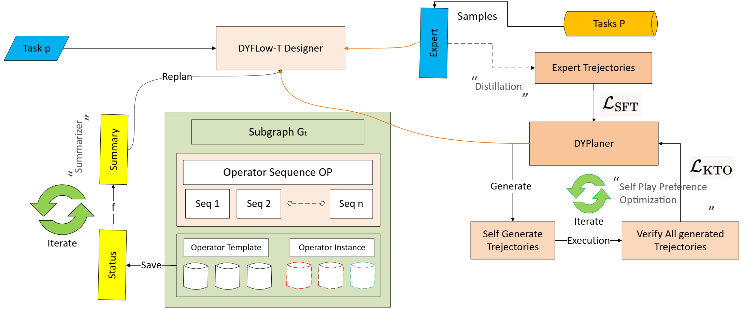 Task p
DYFLow-T Designer
Expert
Samples
Tasks P
"
Distillation
"
Expert Trejectories
Replan
ℒSFT
Summary
"
Summarizer
"
Subgraph Gt
DYPlaner
ℒKTO
Operator Sequence OP
Seq 1
Seq 2
Seq n
Generate
"
Self Play Preference
Optimization
"
Iterate
Iterate
f
Status
Save
Operator Template
Operator Instance
Self Generate
Trajectories
Execution
Verify All generated
Trajectories